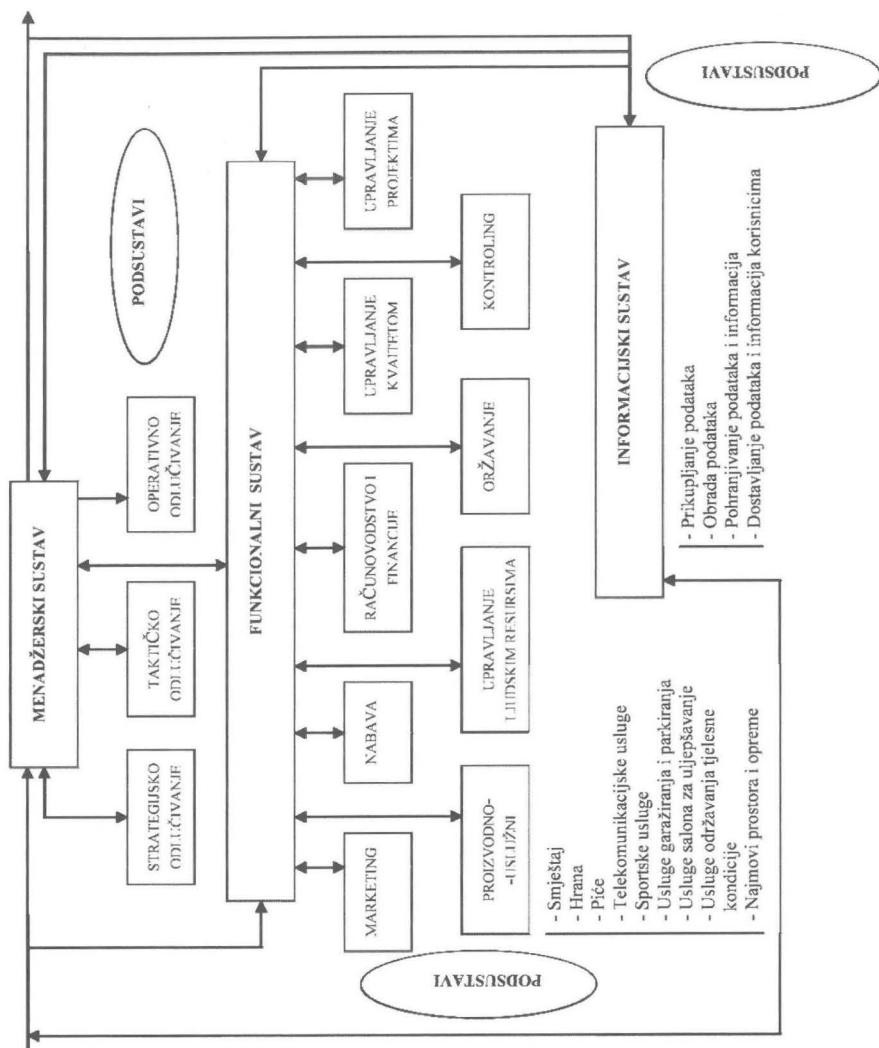 MENADŽERSKI SUSTAV
STRATEGIJSKO
ODLUČIVANJE
TAKTIČKO
ODLUČIVANJE
OPERATIVNO
ODLUČIVANJE
PODSUSTAVI
FUNKCIONALNI SUSTAV
MARKETING
NABAVA
RAČUNOVODSTVO I
FINANCIJE
UPRAVLJANJE
KVAITETOM
UPRAVLJANJE
PROJEKTIMA
PODSUSTAVI
PROIZVODNO-
-USLUŽNI
UPRAVLJANJE
LJUDSKIM RESURSIMA
ORŽAVANJE
KONTROLING
- Smještaj
- Hrana
- Piće
- Telekomunikacijske usluge
- Sportske usluge
- Usluge garažiranja i parkiranja
- Usluge salona za uljepšavanje
- Usluge održavanja tjelesne
kondicije
- Najmovi prostora i opreme
INFORMACIJSKI SUSTAV
PODSUSTAVI
- Prikupljanje podataka
- Obrada podataka
- Pohranjivanje podataka i informacija
- Dostavljanje podataka i informacija korisnicima